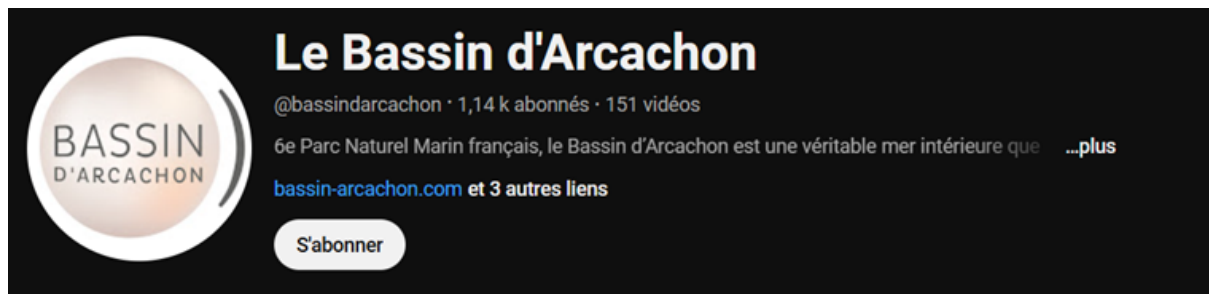 BASSIN
D'ARCACHON
Le Bassin d'Arcachon
@bassindarcachon · 1,14 k abonnés · 151 vidéos
6e Parc Naturel Marin français, le Bassin d’Arcachon est une véritable mer intérieure que ...plus
bassin-arcachon.com et 3 autres liens
S'abonner